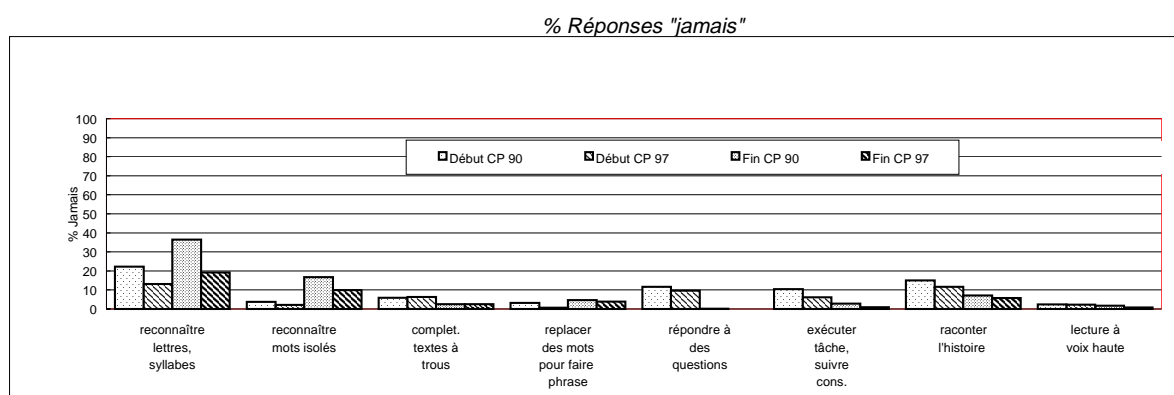 % Réponses "jamais"
% Jamais
100
90
80
70
60
50
40
30
20
10
0
Début CP 90 Début CP 97 Fin CP 90 Fin CP 97
reconnaître
lettres,
syllabes
reconnaître
mots isolés
complet.
textes à
trous
replacer
des mots
pour faire
phrase
répondre à
des
questions
exécuter
tâche,
suivre
cons.
raconter
l'histoire
lecture à
voix haute